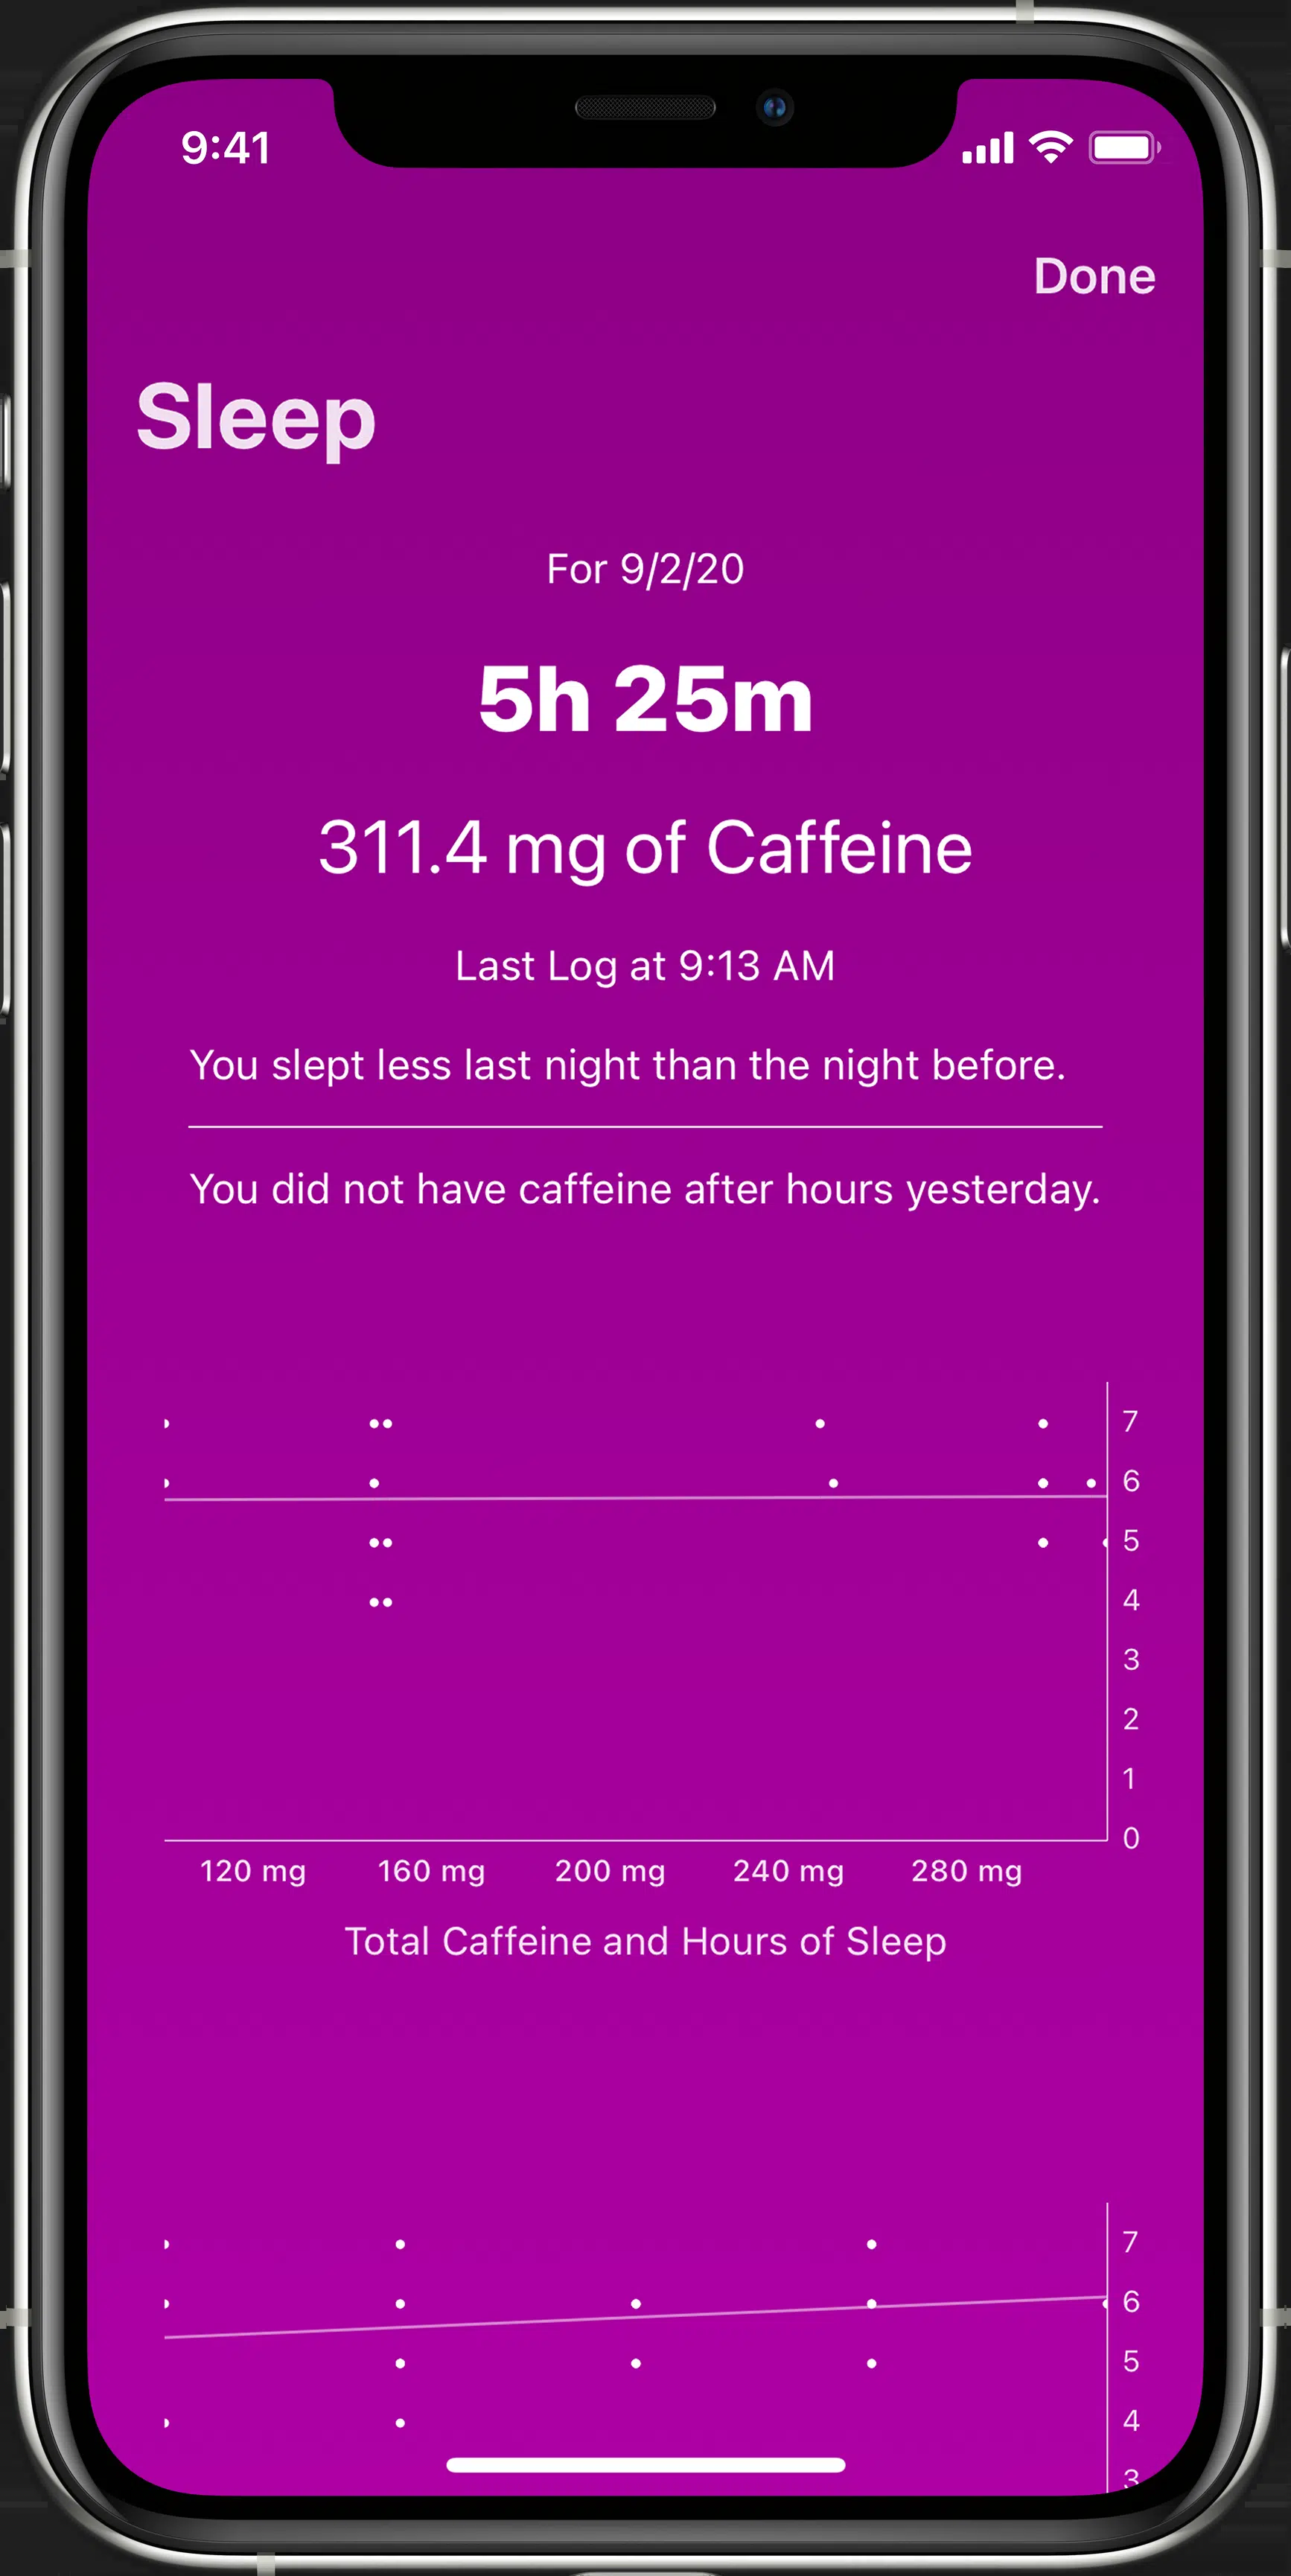 9:41
Done
Sleep
For 9/2/20
5h 25m
311.4 mg of Caffeine
Last Log at 9:13 AM
You slept less last night than the night before.
You did not have caffeine after hours yesterday.
7
6
5
4
3
2
1
0
120 mg 160 mg 200 mg 240 mg 280 mg
Total Caffeine and Hours of Sleep
7
6
5
4
3